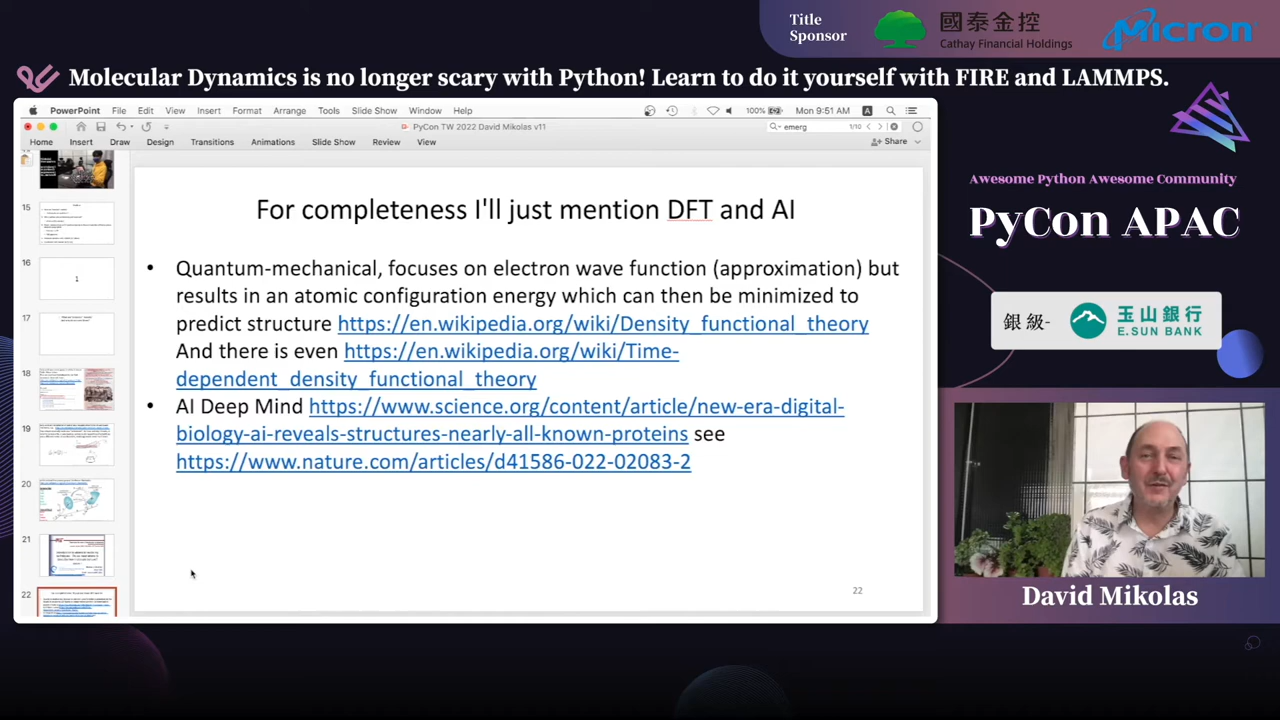 Title
Sponsor
國泰金控
Cathay Financial Holdings
Micron
Molecular Dynamics is no longer scary with Python! Learn to do it yourself with FIRE and LAMMPS.
PowerPoint File Edit View Insert Format Arrange Tools Slide Show Window Help
100% Mon 9:51 AM A
PyCon TW 2022 David Mikolas v11
emerg
1/10
Home Insert Draw Design Transitions Animations Slide Show Review View
Share
15
16
1
17
18
19
20
21
22
For completeness I'll just mention DFT and AI
• Quantum-mechanical, focuses on electron wave function (approximation) but
results in an atomic configuration energy which can then be minimized to
predict structure https://en.wikipedia.org/wiki/Density_functional_theory
And there is even https://en.wikipedia.org/wiki/Time-
dependent_density_functional_theory
• AI Deep Mind https://www.science.org/content/article/new-era-digital-
biology-ai-reveals-structures-nearly-all-known-proteins see
https://www.nature.com/articles/d41586-022-02083-2
22
Awesome Python Awesome Community
PyCon APAC
銀級-
玉山銀行
E.SUN BANK
David Mikolas